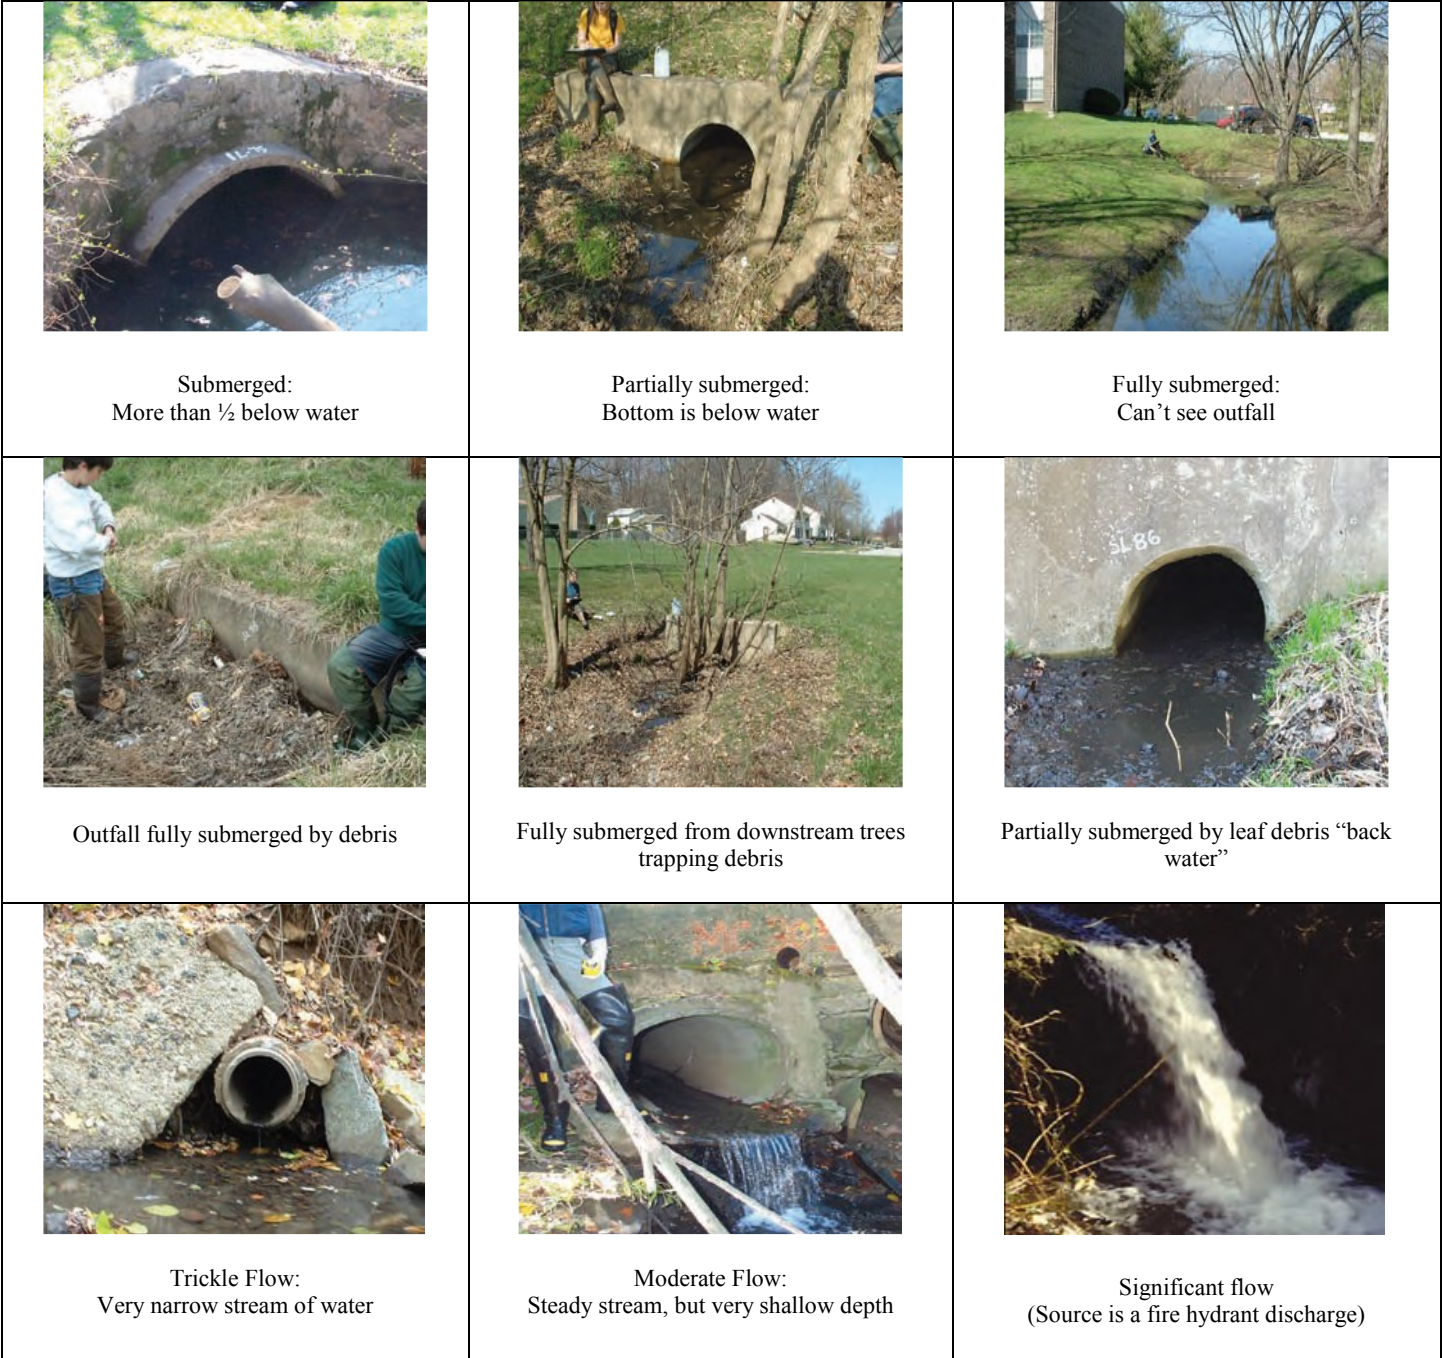 Submerged:
More than ½ below water
Partially submerged:
Bottom is below water
Fully submerged:
Can’t see outfall
SL86
Outfall fully submerged by debris
Fully submerged from downstream trees
trapping debris
Partially submerged by leaf debris “back
water”
Trickle Flow:
Very narrow stream of water
Moderate Flow:
Steady stream, but very shallow depth
Significant flow
(Source is a fire hydrant discharge)